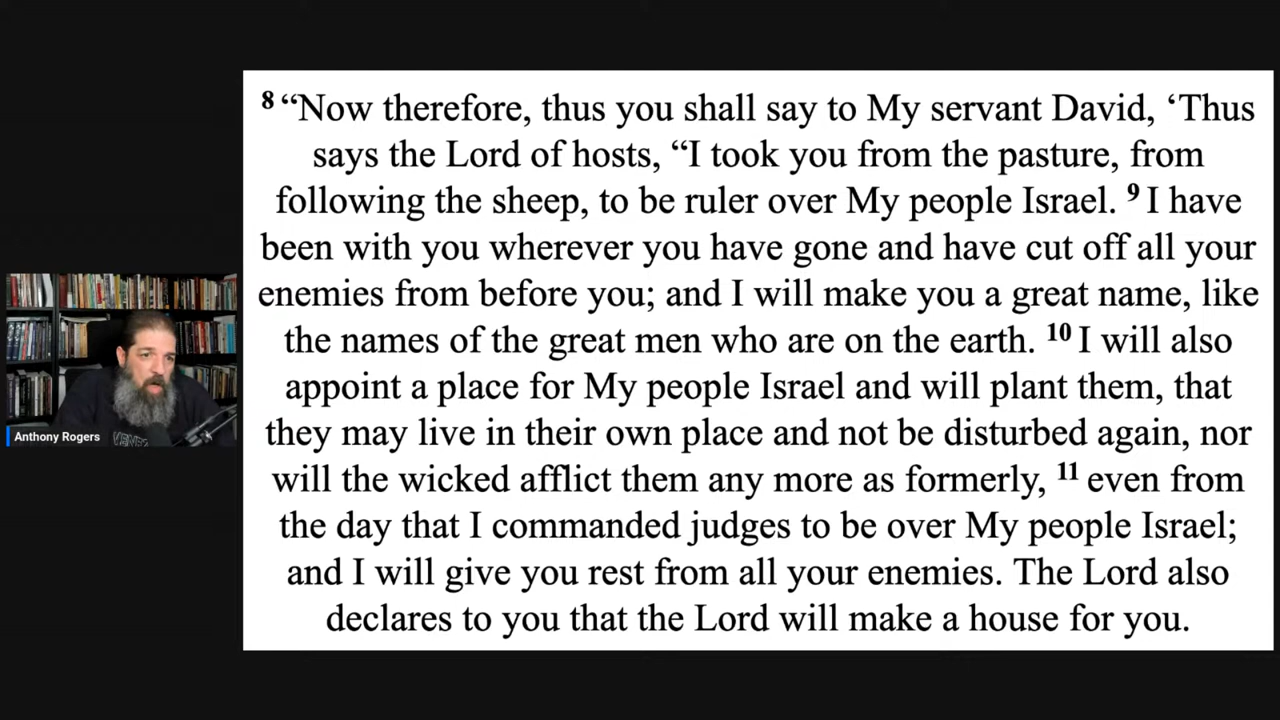 8 “Now therefore, thus you shall say to My servant David, ‘Thus
says the Lord of hosts, “I took you from the pasture, from
following the sheep, to be ruler over My people Israel. 9 I have
been with you wherever you have gone and have cut off all your
enemies from before you; and I will make you a great name, like
the names of the great men who are on the earth. 10 I will also
appoint a place for My people Israel and will plant them, that
they may live in their own place and not be disturbed again, nor
will the wicked afflict them any more as formerly, 11 even from
the day that I commanded judges to be over My people Israel;
and I will give you rest from all your enemies. The Lord also
declares to you that the Lord will make a house for you.
Anthony Rogers